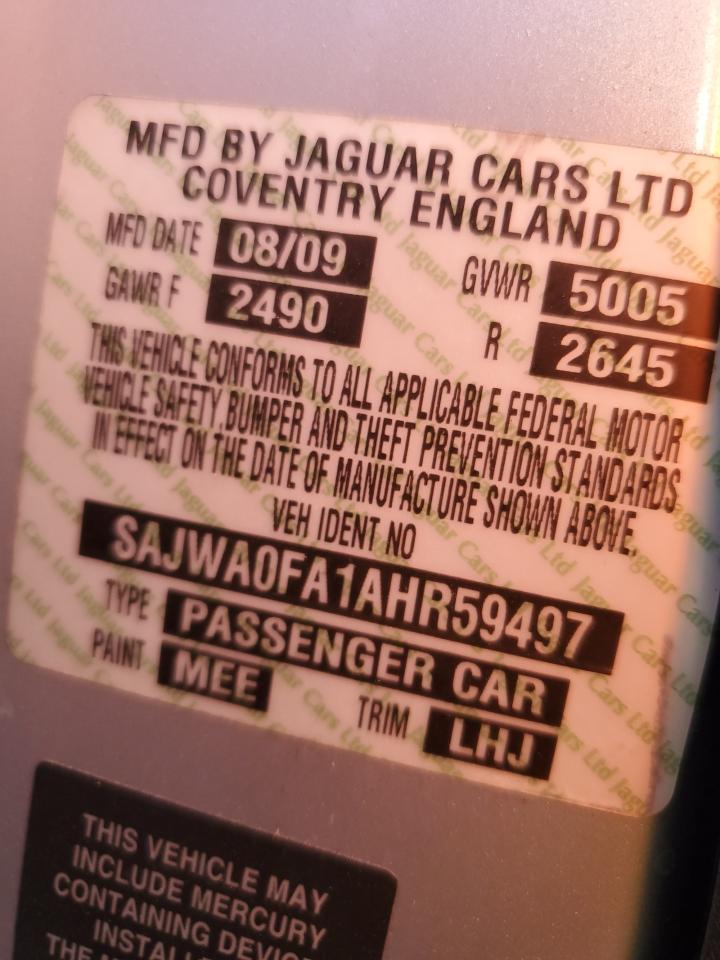 MFD BY JAGUAR CARS LTD
COVENTRY ENGLAND
MFD DATE 08/09 GVWR 5005
GAWR F 2490 R 2645
THIS VEHICLE CONFORMS TO ALL APPLICABLE FEDERAL MOTOR
VEHICLE SAFETY,BUMPER AND THEFT PREVENTION STANDARDS
IN EFFECT ON THE DATE OF MANUFACTURE SHOWN ABOVE.
VEH IDENT NO
SAJWA0FA1AHR59497
TYPE PASSENGER CAR
PAINT MEE TRIM LHJ
THIS VEHICLE MAY
INCLUDE MERCURY
CONTAINING DEVIC
INSTALLE
THE M